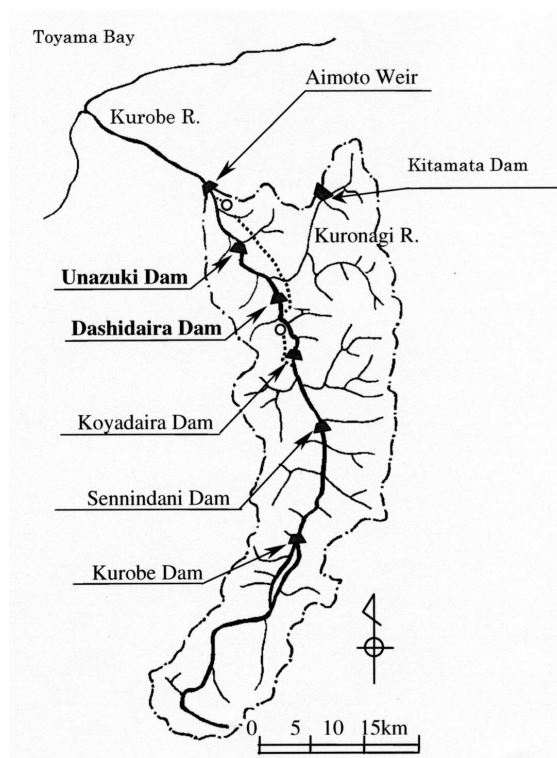 Toyama Bay
Aimoto Weir
Kurobe R.
Kitamata Dam
Kuronagi R.
Unazuki Dam
Dashidaira Dam
Koyadaira Dam
Sennindani Dam
Kurobe Dam
0 5 10 15km